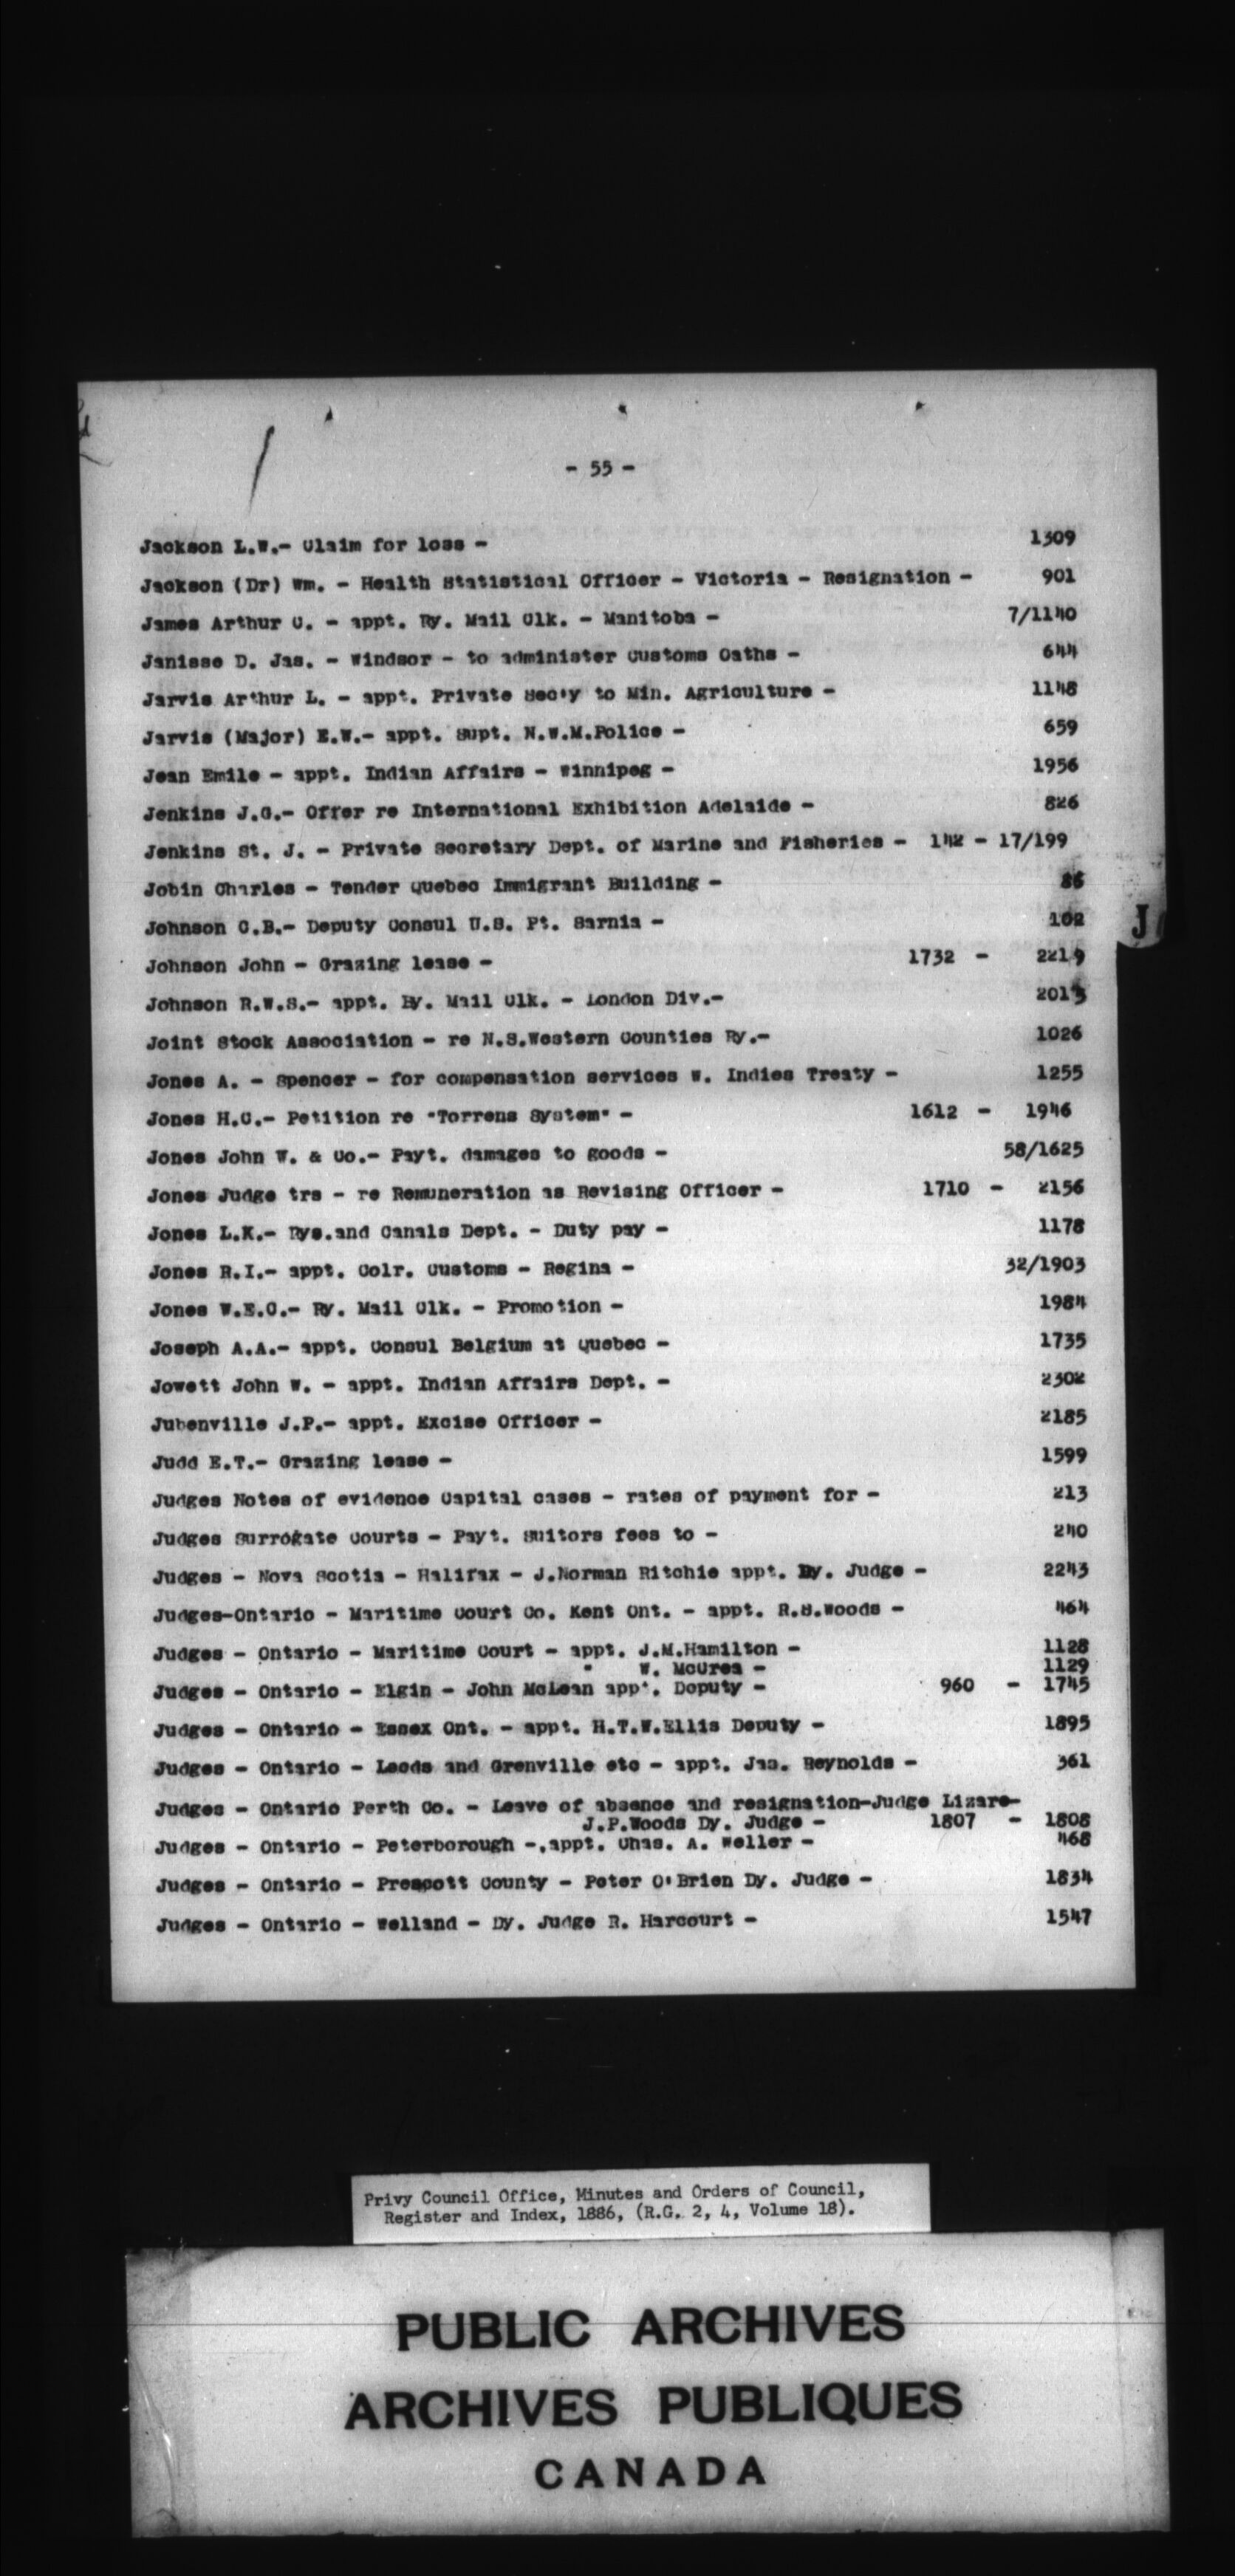 - 55 -
Jackson L.W.- Claim for loss - 1309
Jackson (Dr) Wm. - Health Statistical Officer - Victoria - Resignation - 901
James Arthur C. - appt. Ry. Mail Clk. - Manitoba - 7/1140
Janisse D. Jas. - Windsor - to administer Customs Oaths - 644
Jarvis Arthur L. - appt. Private Sec'y to Min. Agriculture - 1148
Jarvis (Major) E.W.- appt. Supt. N.W.M.Police - 659
Jean Emile - appt. Indian Affairs - Winnipeg - 1956
Jenkins J.G.- Offer re International Exhibition Adelaide - 826
Jenkins St. J. - Private Secretary Dept. of Marine and Fisheries - 142 - 17/199
Jobin Charles - Tender Quebec Immigrant Building - 86
Johnson C.B.- Deputy Consul U.S. Pt. Sarnia - 102
J
Johnson John - Grazing lease - 1732 - 2219
Johnson R.W.S.- appt. Ry. Mail Clk. - London Div.- 2013
Joint Stock Association - re N.S.Western Counties Ry.- 1026
Jones A. - Spencer - for compensation services W. Indies Treaty - 1255
Jones H.C.- Petition re "Torrens System" - 1612 - 1946
Jones John W. & Co.- Payt. damages to goods - 58/1625
Jones Judge trs - re Remuneration as Revising Officer - 1710 - 2156
Jones L.K.- Rys.and Canals Dept. - Duty pay - 1178
Jones R.I.- appt. Colr. Customs - Regina - 32/1903
Jones W.E.C.- Ry. Mail Clk. - Promotion - 1984
Joseph A.A.- appt. Consul Belgium at Quebec - 1735
Jowett John W. - appt. Indian Affairs Dept. - 2302
Jubenville J.P.- appt. Excise Officer - 2185
Judd E.T.- Grazing lease - 1599
Judges Notes of evidence Capital cases - rates of payment for - 213
Judges Surrogate Courts - Payt. Suitors fees to - 240
Judges - Nova Scotia - Halifax - J.Norman Ritchie appt. Dy. Judge - 2243
Judges-Ontario - Maritime Court Co. Kent Ont. - appt. R.S.Woods - 464
Judges - Ontario - Maritime Court - appt. J.M.Hamilton - 1128
" W. McCrea - 1129
Judges - Ontario - Elgin - John McLean appt. Deputy - 960 - 1745
Judges - Ontario - Essex Ont. - appt. H.T.W.Ellis Deputy - 1895
Judges - Ontario - Leeds and Grenville etc - appt. Jas. Reynolds - 361
Judges - Ontario Perth Co. - Leave of absence and resignation-Judge Lizars-
J.P.Woods Dy. Judge - 1807 - 1808
Judges - Ontario - Peterborough -.appt. Chas. A. Weller - 468
Judges - Ontario - Prescott County - Peter O'Brien Dy. Judge - 1834
Judges - Ontario - Welland - Dy. Judge R. Harcourt - 1547
Privy Council Office, Minutes and Orders of Council,
Register and Index, 1886, (R.G. 2, 4, Volume 18).
PUBLIC ARCHIVES
ARCHIVES PUBLIQUES
CANADA